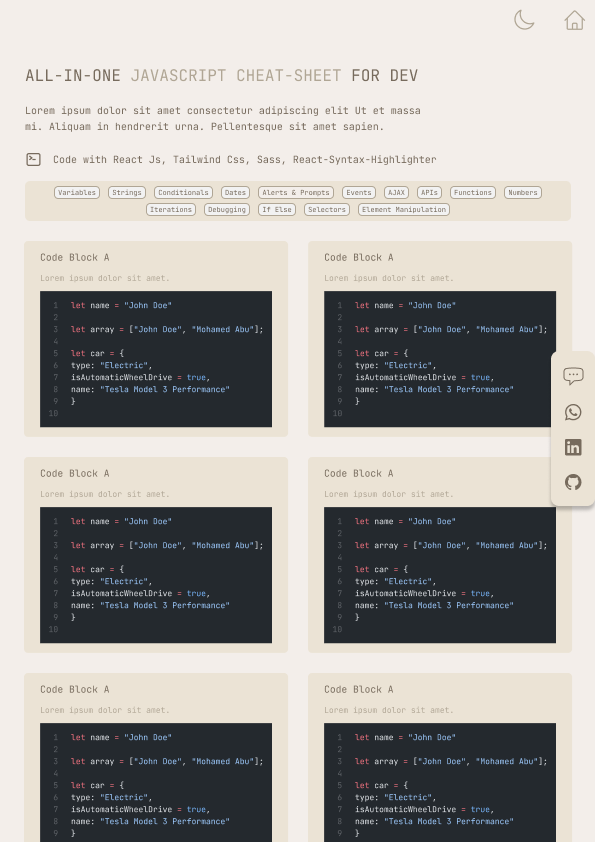 ALL-IN-ONE JAVASCRIPT CHEAT-SHEET FOR DEV
Lorem ipsum dolor sit amet consectetur adipiscing elit Ut et massa
mi. Aliquam in hendrerit urna. Pellentesque sit amet sapien.
Code with React Js, Tailwind Css, Sass, React-Syntax-Highlighter
Variables Strings Conditionals Dates Alerts & Prompts Events AJAX APIs Functions Numbers
Iterations Debugging If Else Selectors Element Manipulation
Code Block A
Lorem ipsum dolor sit amet.
1 let name = "John Doe"
2
3 let array = ["John Doe", "Mohamed Abu"];
4
5 let car = {
6 type: "Electric",
7 isAutomaticWheelDrive = true,
8 name: "Tesla Model 3 Performance"
9 }
10
Code Block A
Lorem ipsum dolor sit amet.
1 let name = "John Doe"
2
3 let array = ["John Doe", "Mohamed Abu"];
4
5 let car = {
6 type: "Electric",
7 isAutomaticWheelDrive = true,
8 name: "Tesla Model 3 Performance"
9 }
10
Code Block A
Lorem ipsum dolor sit amet.
1 let name = "John Doe"
2
3 let array = ["John Doe", "Mohamed Abu"];
4
5 let car = {
6 type: "Electric",
7 isAutomaticWheelDrive = true,
8 name: "Tesla Model 3 Performance"
9 }
10
Code Block A
Lorem ipsum dolor sit amet.
1 let name = "John Doe"
2
3 let array = ["John Doe", "Mohamed Abu"];
4
5 let car = {
6 type: "Electric",
7 isAutomaticWheelDrive = true,
8 name: "Tesla Model 3 Performance"
9 }
10
Code Block A
Lorem ipsum dolor sit amet.
1 let name = "John Doe"
2
3 let array = ["John Doe", "Mohamed Abu"];
4
5 let car = {
6 type: "Electric",
7 isAutomaticWheelDrive = true,
8 name: "Tesla Model 3 Performance"
9 }
Code Block A
Lorem ipsum dolor sit amet.
1 let name = "John Doe"
2
3 let array = ["John Doe", "Mohamed Abu"];
4
5 let car = {
6 type: "Electric",
7 isAutomaticWheelDrive = true,
8 name: "Tesla Model 3 Performance"
9 }
in